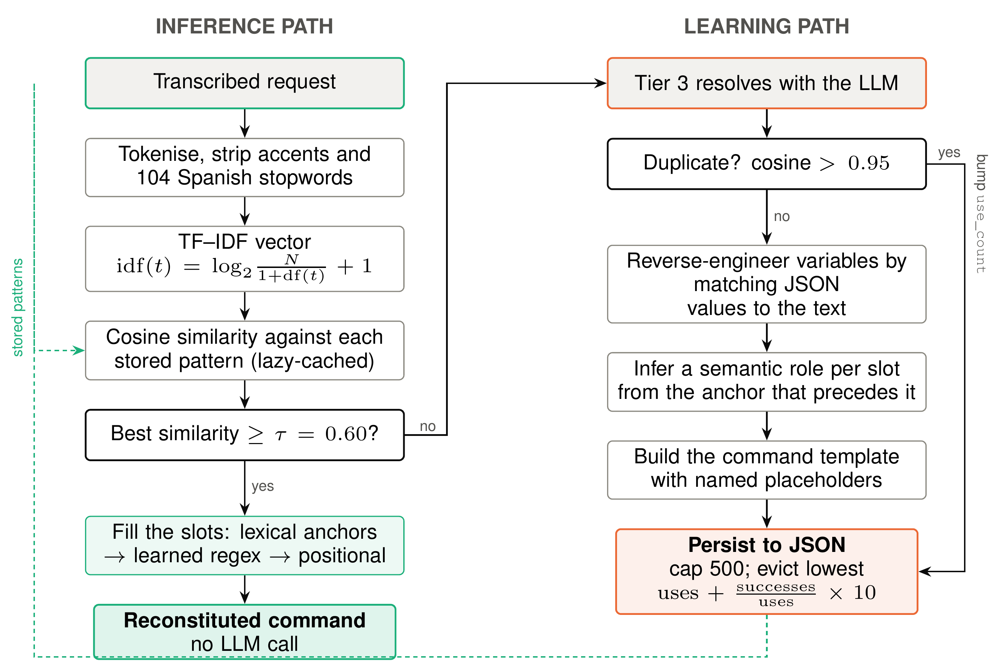 INFERENCE PATH
Transcribed request
Tokenise, strip accents and
104 Spanish stopwords
TF–IDF vector
idf(t) = log₂ N / 1+df(t) + 1
Cosine similarity against each
stored pattern (lazy-cached)
Best similarity ≥ τ = 0.60?
no
yes
Fill the slots: lexical anchors
→ learned regex → positional
Reconstituted command
no LLM call
stored patterns
LEARNING PATH
Tier 3 resolves with the LLM
Duplicate? cosine > 0.95
yes
bump use_count
no
Reverse-engineer variables by
matching JSON
values to the text
Infer a semantic role per slot
from the anchor that precedes it
Build the command template
with named placeholders
Persist to JSON
cap 500; evict lowest
uses + successes / uses × 10